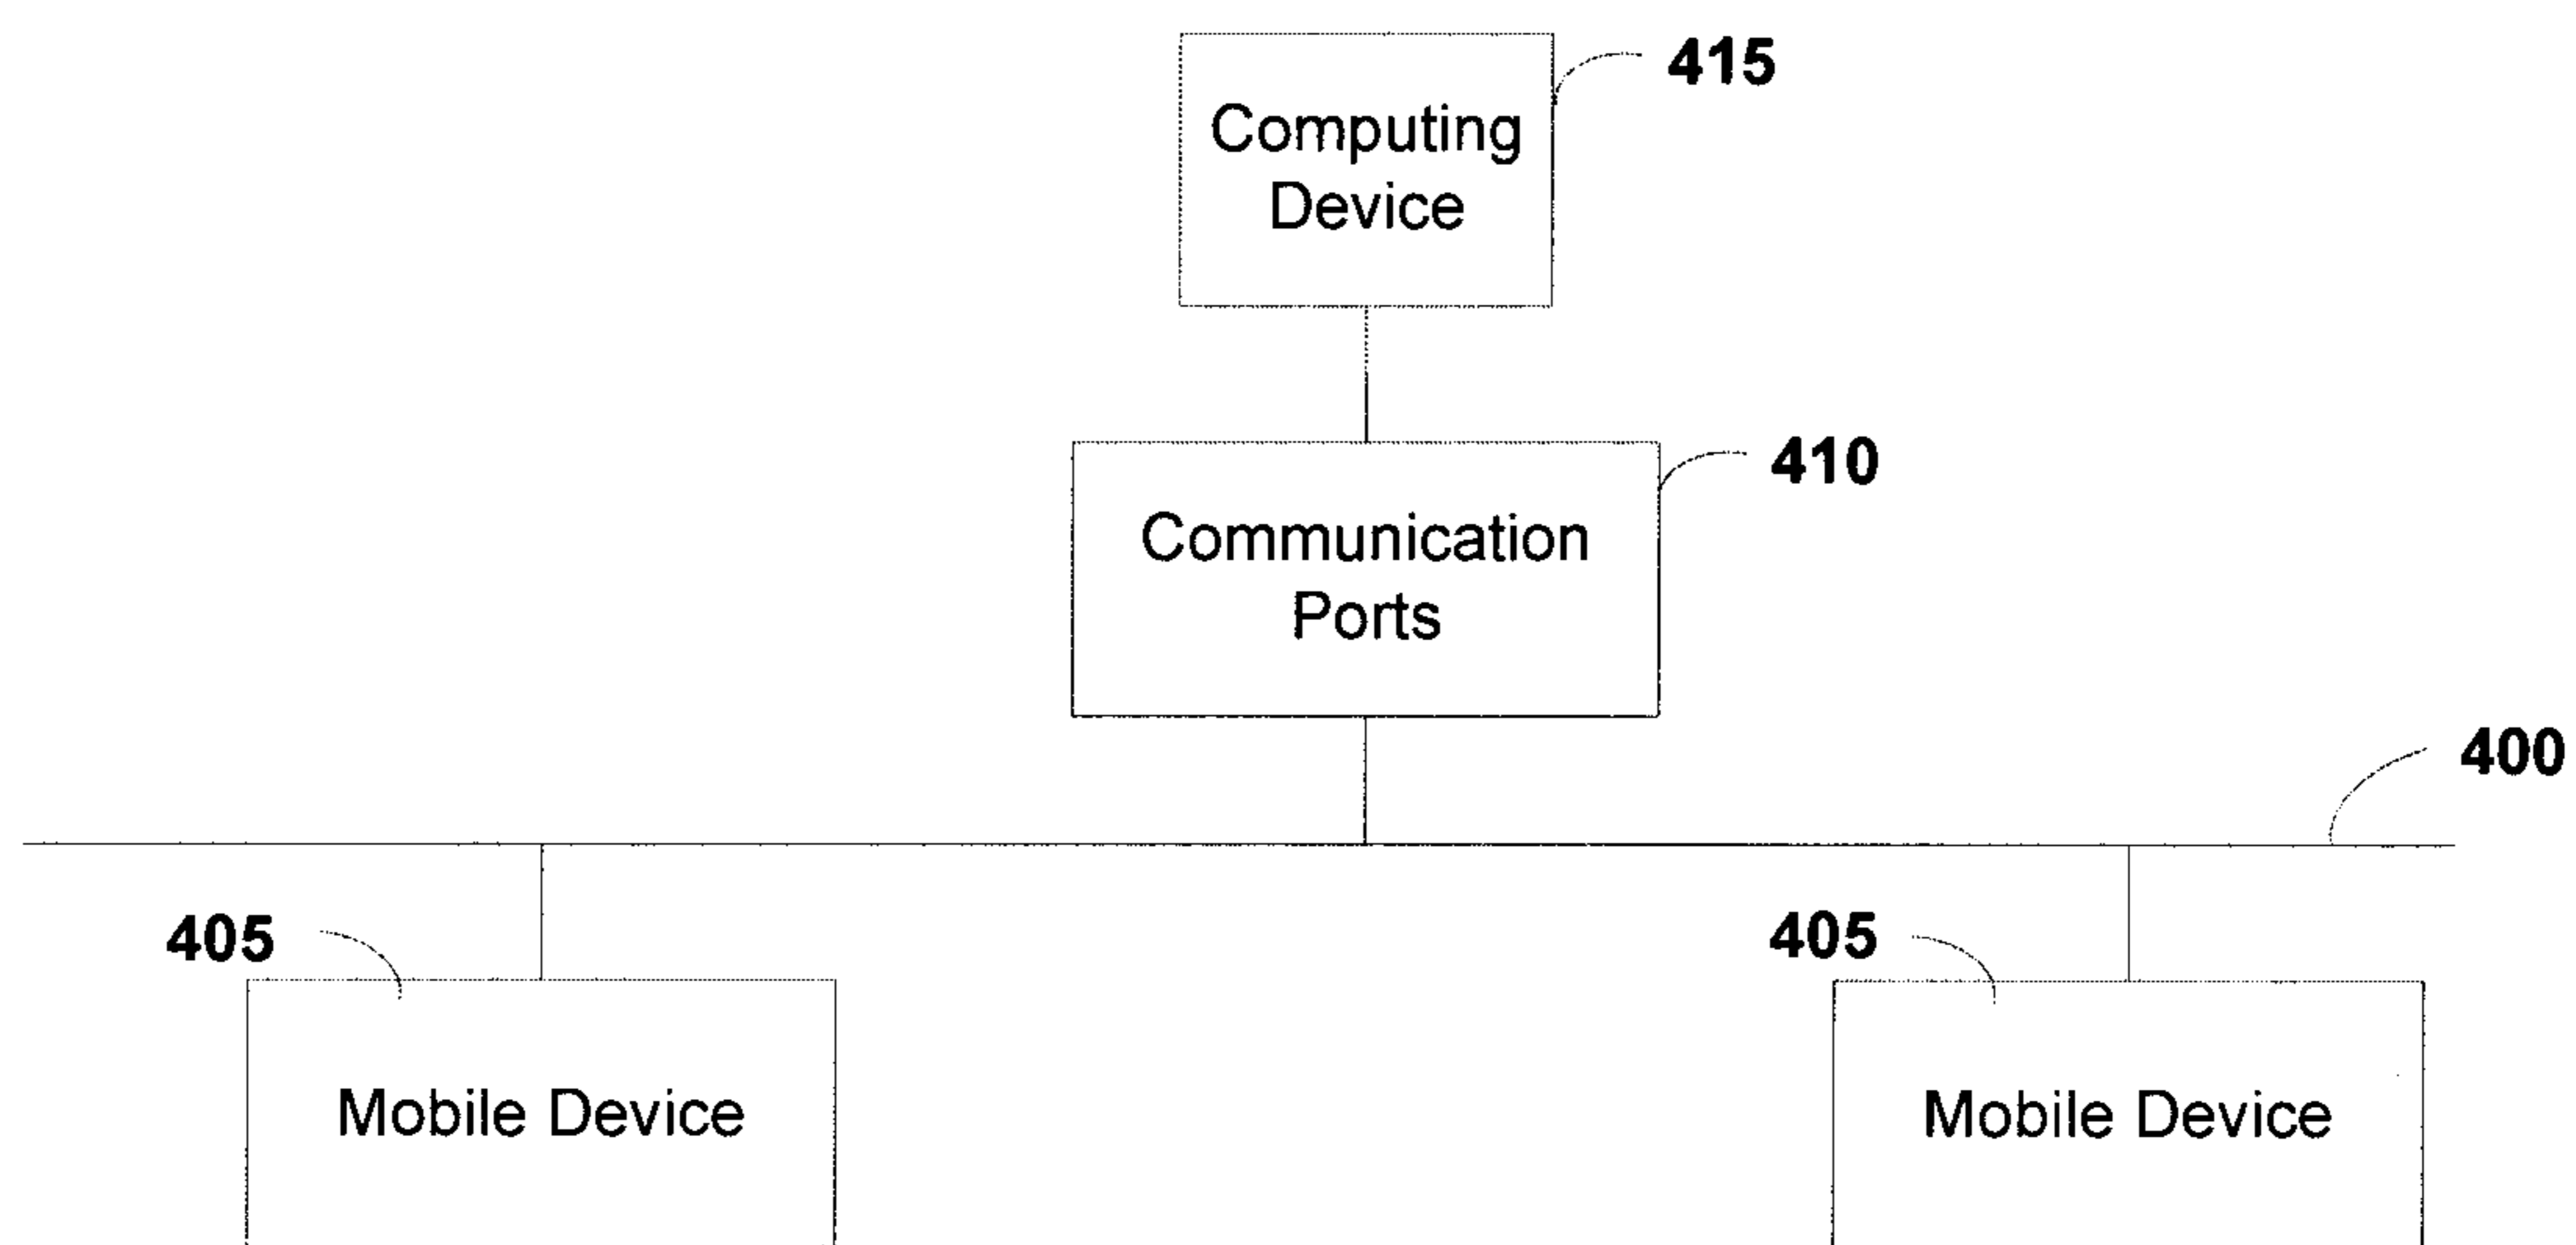 415
Computing
Device
410
Communication
Ports
400
405
405
Mobile Device
Mobile Device